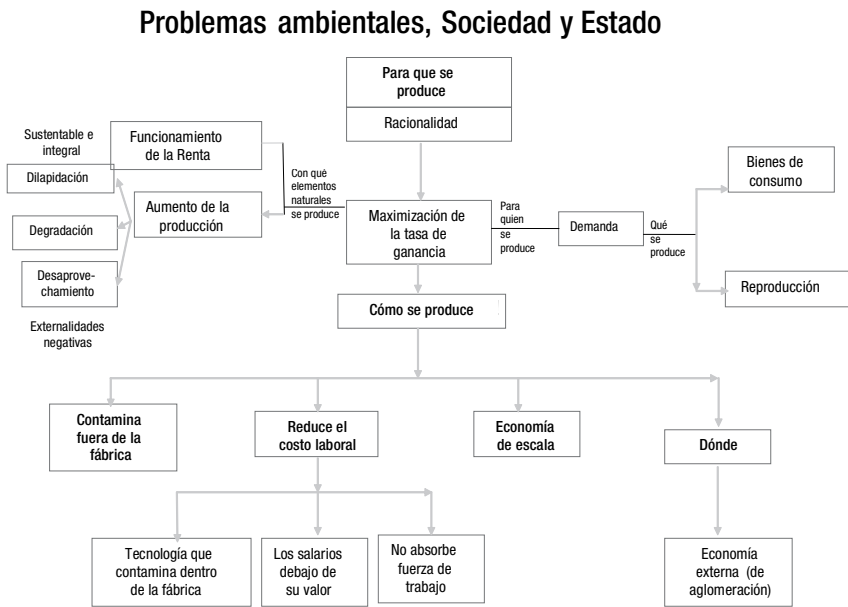 Problemas ambientales, Sociedad y Estado
Para que se
produce
Racionalidad
Sustentable e
integral
Funcionamiento
de la Renta
Dilapidación
Con qué
elementos
naturales
se produce
Aumento de la
producción
Degradación
Desaprove-
chamiento
Externalidades
negativas
Maximización de
la tasa de
ganancia
Para
quien
se
produce
Demanda
Qué
se
produce
Bienes de
consumo
Reproducción
Cómo se produce
Contamina
fuera de la
fábrica
Reduce el
costo laboral
Economía
de escala
Dónde
Tecnología que
contamina dentro
de la fábrica
Los salarios
debajo de
su valor
No absorbe
fuerza de
trabajo
Economía
externa (de
aglomeración)